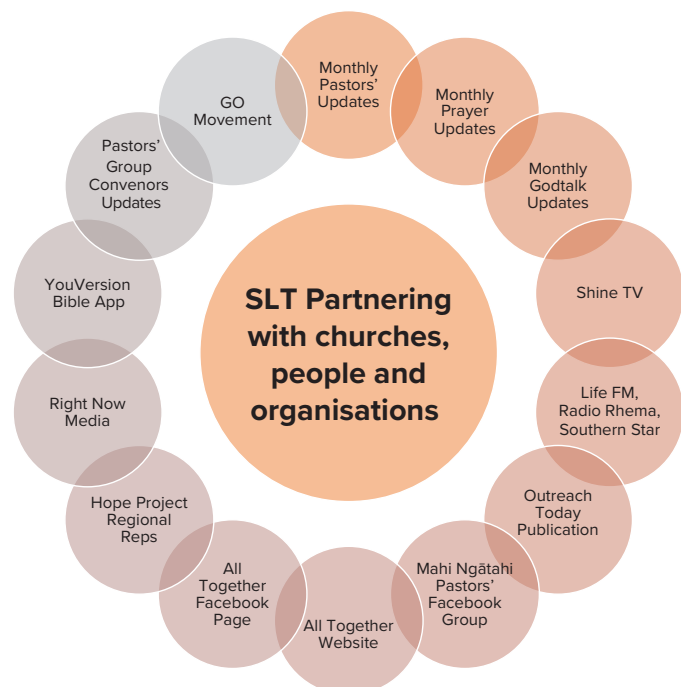 Monthly
Pastors'
Updates
Monthly
Prayer
Updates
Monthly
Godtalk
Updates
Shine TV
Life FM,
Radio Rhema,
Southern Star
Outreach
Today
Publication
Mahi Ngātahi
Pastors'
Facebook
Group
All Together
Website
All
Together
Facebook
Page
Hope Project
Regional
Reps
Right Now
Media
YouVersion
Bible App
Pastors'
Group
Convenors
Updates
GO
Movement
SLT Partnering
with churches,
people and
organisations